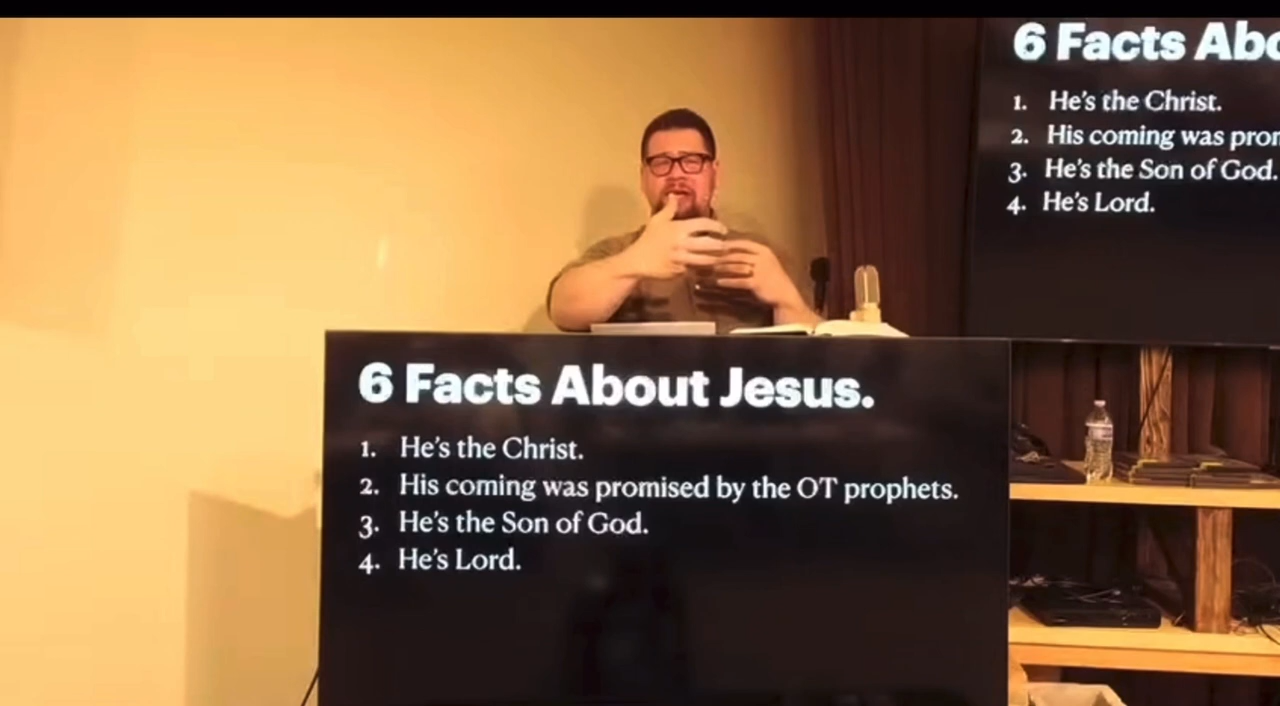 6 Facts About Jesus.
1. He's the Christ.
2. His coming was promised by the OT prophets.
3. He's the Son of God.
4. He's Lord.
6 Facts Abo
1. He's the Christ.
2. His coming was pro
3. He's the Son of God.
4. He's Lord.